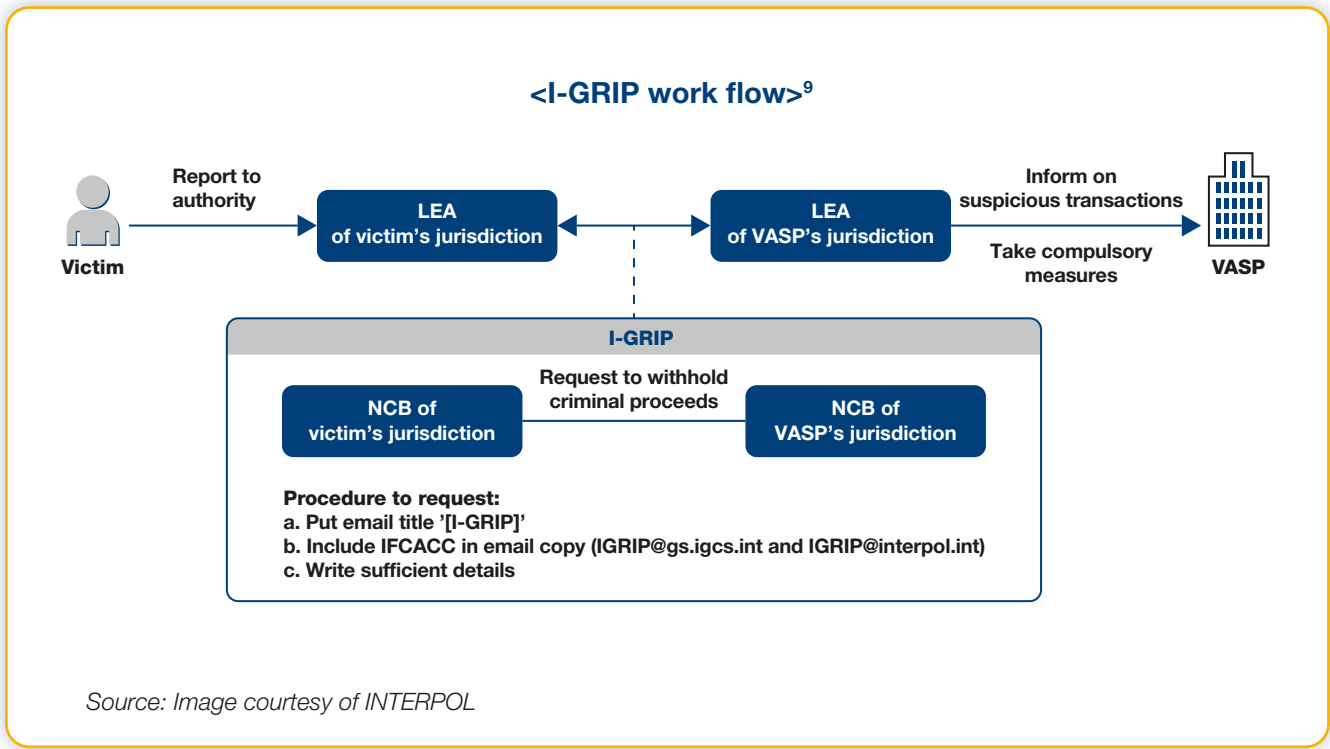 <I-GRIP work flow>9
Report to
authority
Victim
LEA
of victim's jurisdiction
LEA
of VASP's jurisdiction
Inform on
suspicious transactions
Take compulsory
measures
VASP
I-GRIP
NCB of
victim's jurisdiction
Request to withhold
criminal proceeds
NCB of
VASP's jurisdiction
Procedure to request:
a. Put email title '[I-GRIP]'
b. Include IFCACC in email copy (IGRIP@gs.igcs.int and IGRIP@interpol.int)
c. Write sufficient details
Source: Image courtesy of INTERPOL